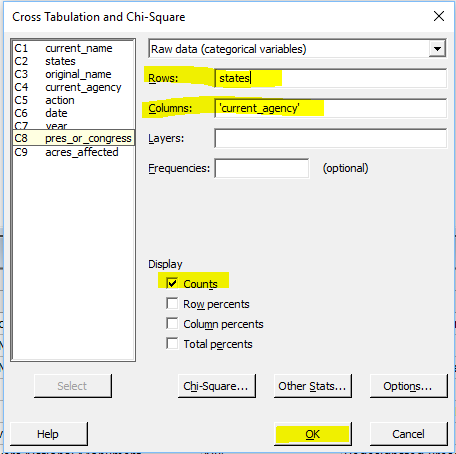 Cross Tabulation and Chi-Square
C1 current_name
C2 states
C3 original_name
C4 current_agency
C5 action
C6 date
C7 year
C8 pres_or_congress
C9 acres_affected
Raw data (categorical variables)
Rows: states
Columns: 'current_agency'
Layers:
Frequencies: (optional)
Display
Counts
Row percents
Column percents
Total percents
Select Chi-Square... Other Stats... Options...
Help OK Cancel